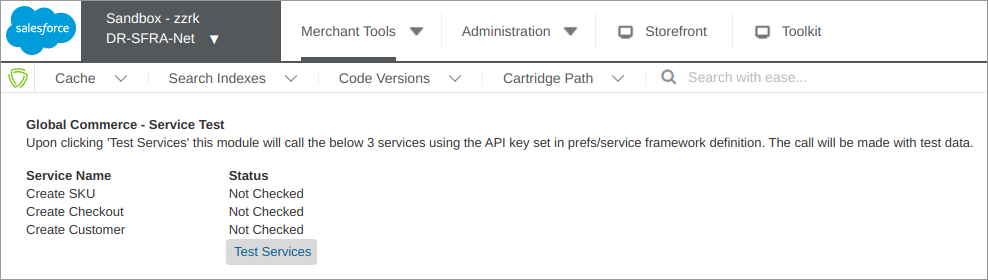 salesforce
Sandbox - zzrk
DR-SFRA-Net ▼
Merchant Tools
Administration
Storefront
Toolkit
Cache
Search Indexes
Code Versions
Cartridge Path
Search with ease...
Global Commerce - Service Test
Upon clicking 'Test Services' this module will call the below 3 services using the API key set in prefs/service framework definition. The call will be made with test data.
Service Name Status
Create SKU Not Checked
Create Checkout Not Checked
Create Customer Not Checked
Test Services